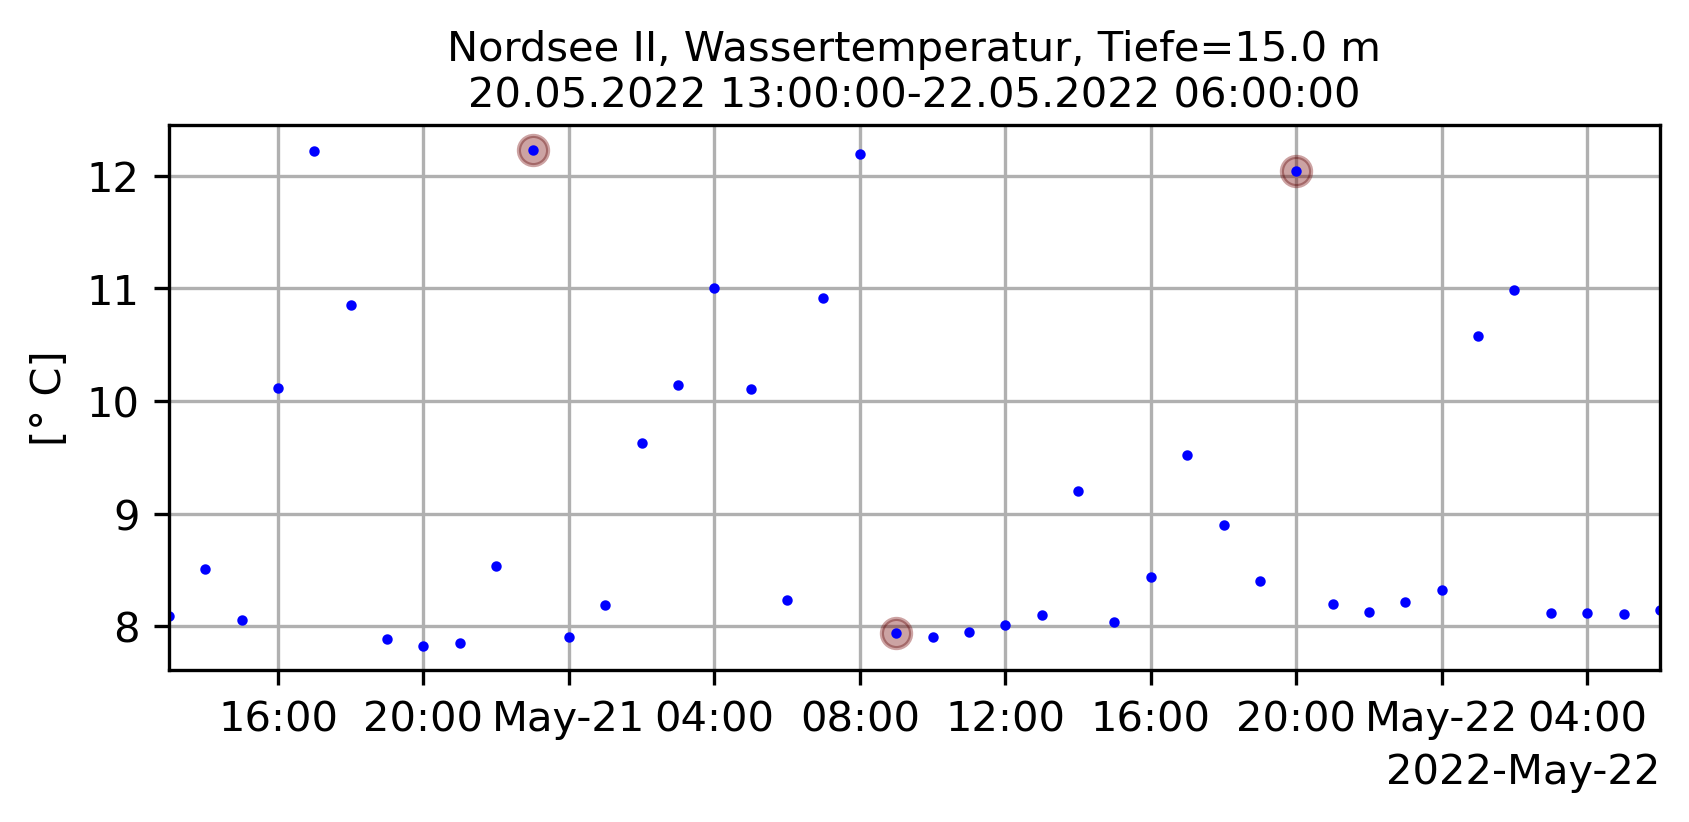 Nordsee II, Wassertemperatur, Tiefe=15.0 m
20.05.2022 13:00:00-22.05.2022 06:00:00
[° C]
12
11
10
9
8
16:00 20:00 May-21 04:00 08:00 12:00 16:00 20:00 May-22 04:00
2022-May-22